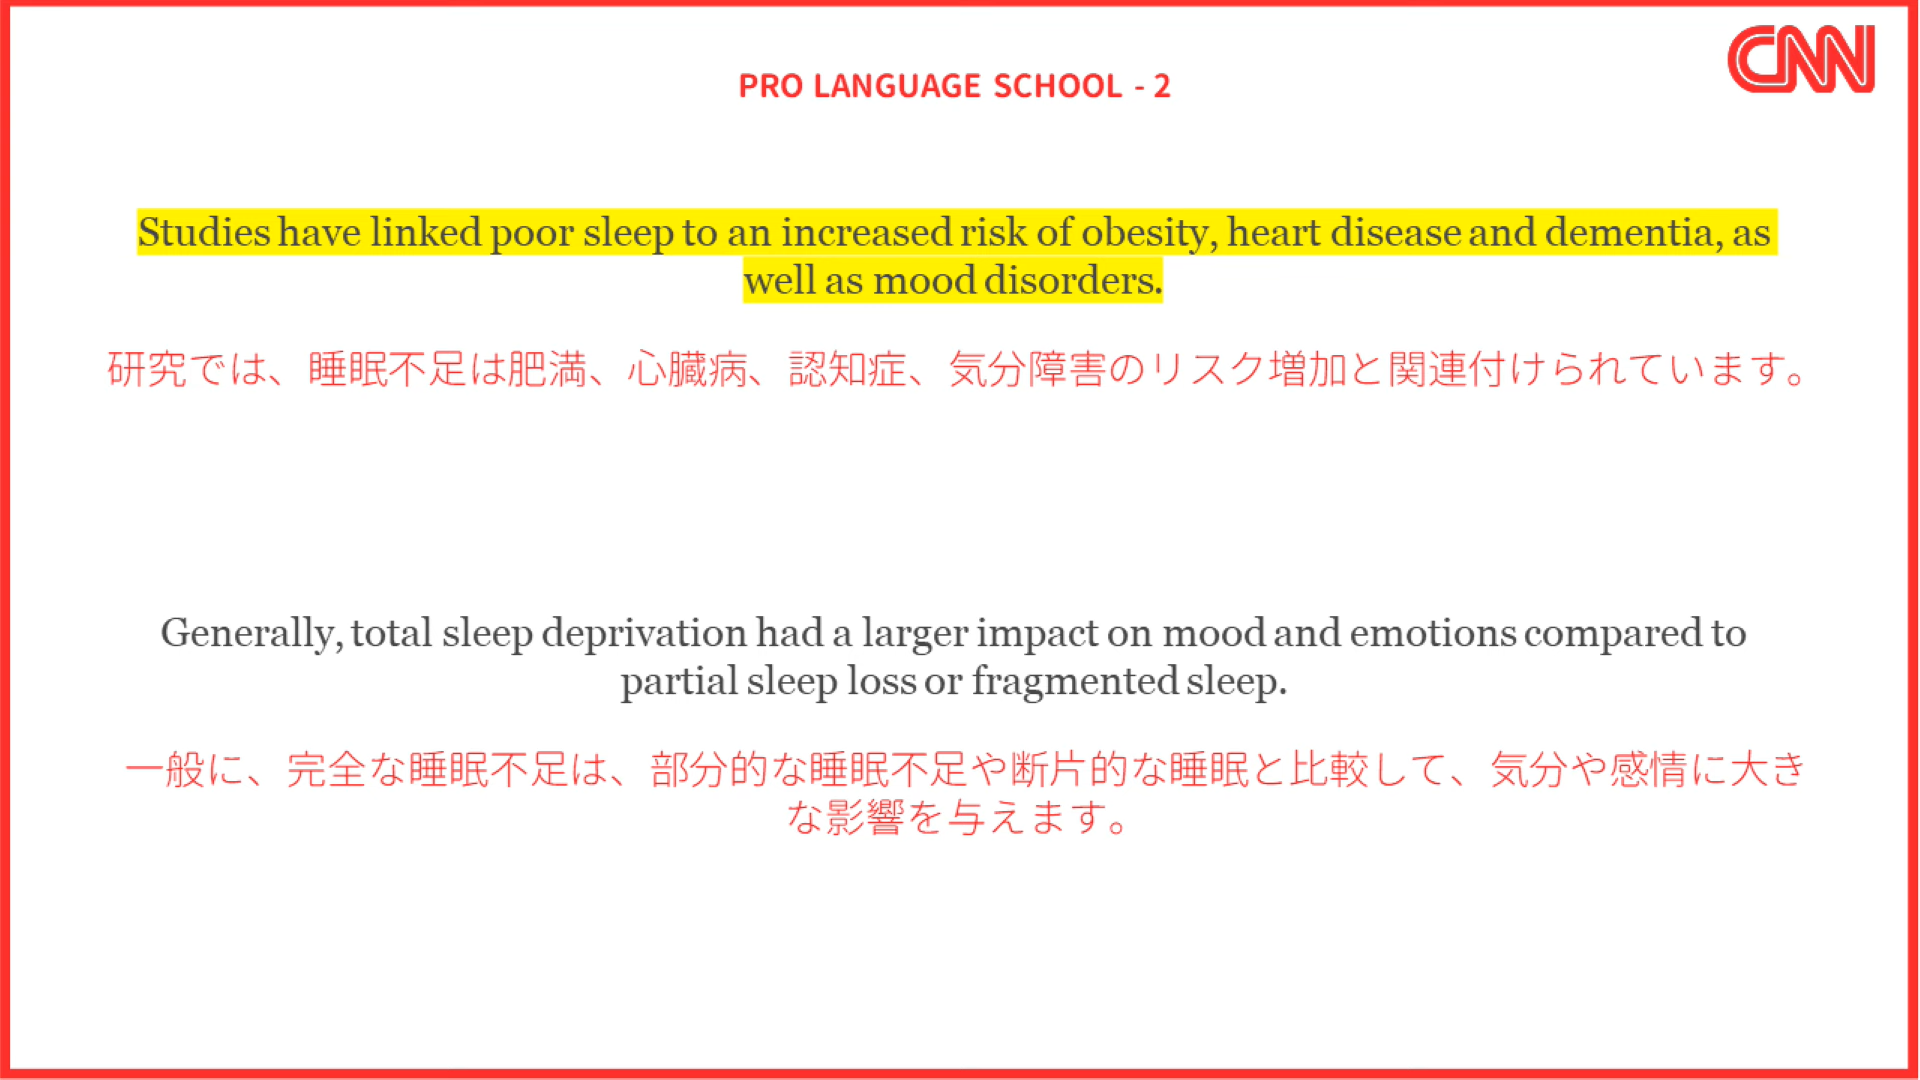 CNN
PRO LANGUAGE SCHOOL - 2
Studies have linked poor sleep to an increased risk of obesity, heart disease and dementia, as
well as mood disorders.
研究では、睡眠不足は肥満、心臓病、認知症、気分障害のリスク増加と関連付けられています。
Generally, total sleep deprivation had a larger impact on mood and emotions compared to
partial sleep loss or fragmented sleep.
一般に、完全な睡眠不足は、部分的な睡眠不足や断片的な睡眠と比較して、気分や感情に大き
な影響を与えます。